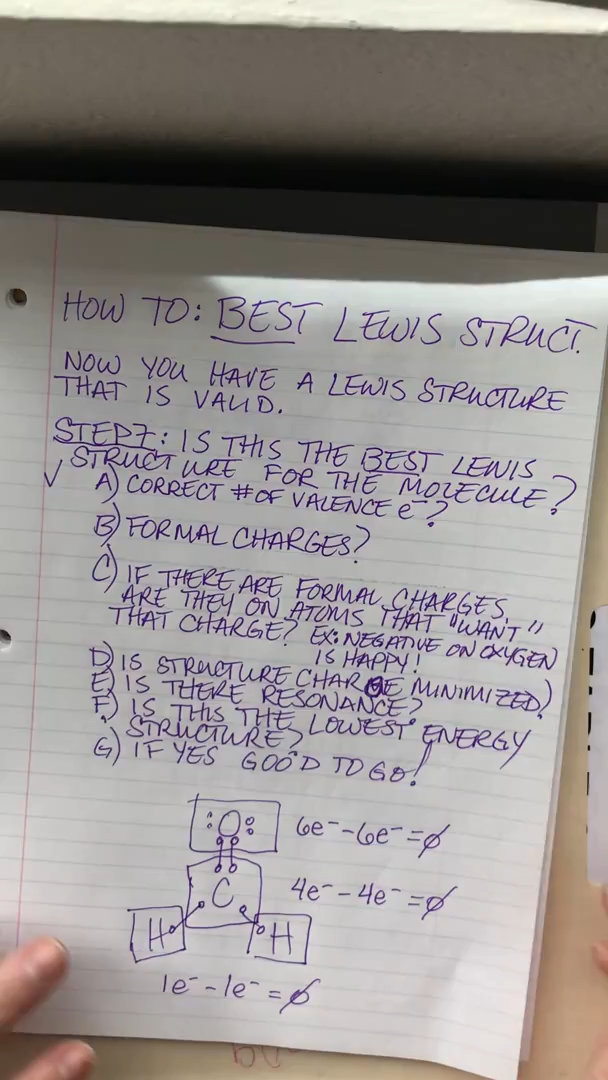 HOW TO: BEST LEWIS STRUCT.
NOW YOU HAVE A LEWIS STRUCTURE
THAT IS VALID.
STEP 7: IS THIS THE BEST LEWIS
STRUCTURE FOR THE MOLECULE?
✓ A) CORRECT # OF VALENCE e⁻?
B) FORMAL CHARGES?
C) IF THERE ARE FORMAL CHARGES,
ARE THEY ON ATOMS THAT "WANT"
THAT CHARGE? EX: NEGATIVE ON OXYGEN
IS HAPPY!
D) IS STRUCTURE CHARGE MINIMIZED?
E) IS THERE RESONANCE?
F) IS THIS THE LOWEST ENERGY
STRUCTURE?
G) IF YES GOOD TO GO!
:O: 6e⁻ - 6e⁻ = ∅
C 4e⁻ - 4e⁻ = ∅
H H
1e⁻ - 1e⁻ = ∅